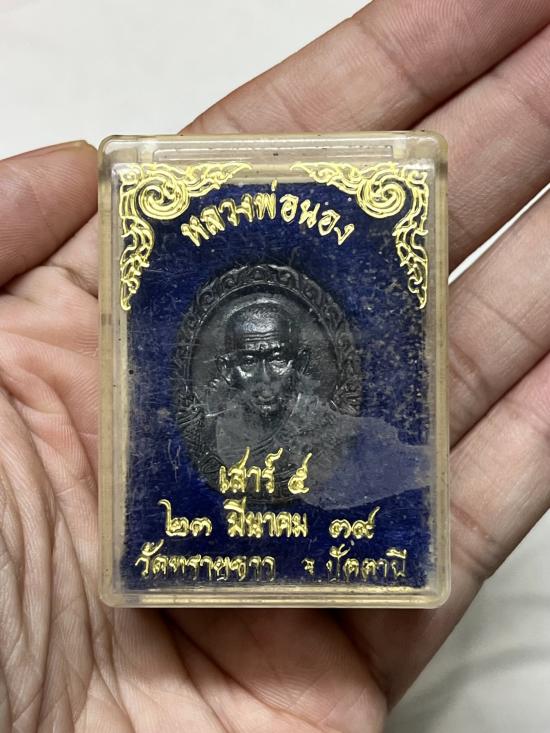 หลวงพ่อนอง
เสาร์ ๕
๒๓ มีนาคม ๓๙
วัดทรายขาว จ.ปัตตานี